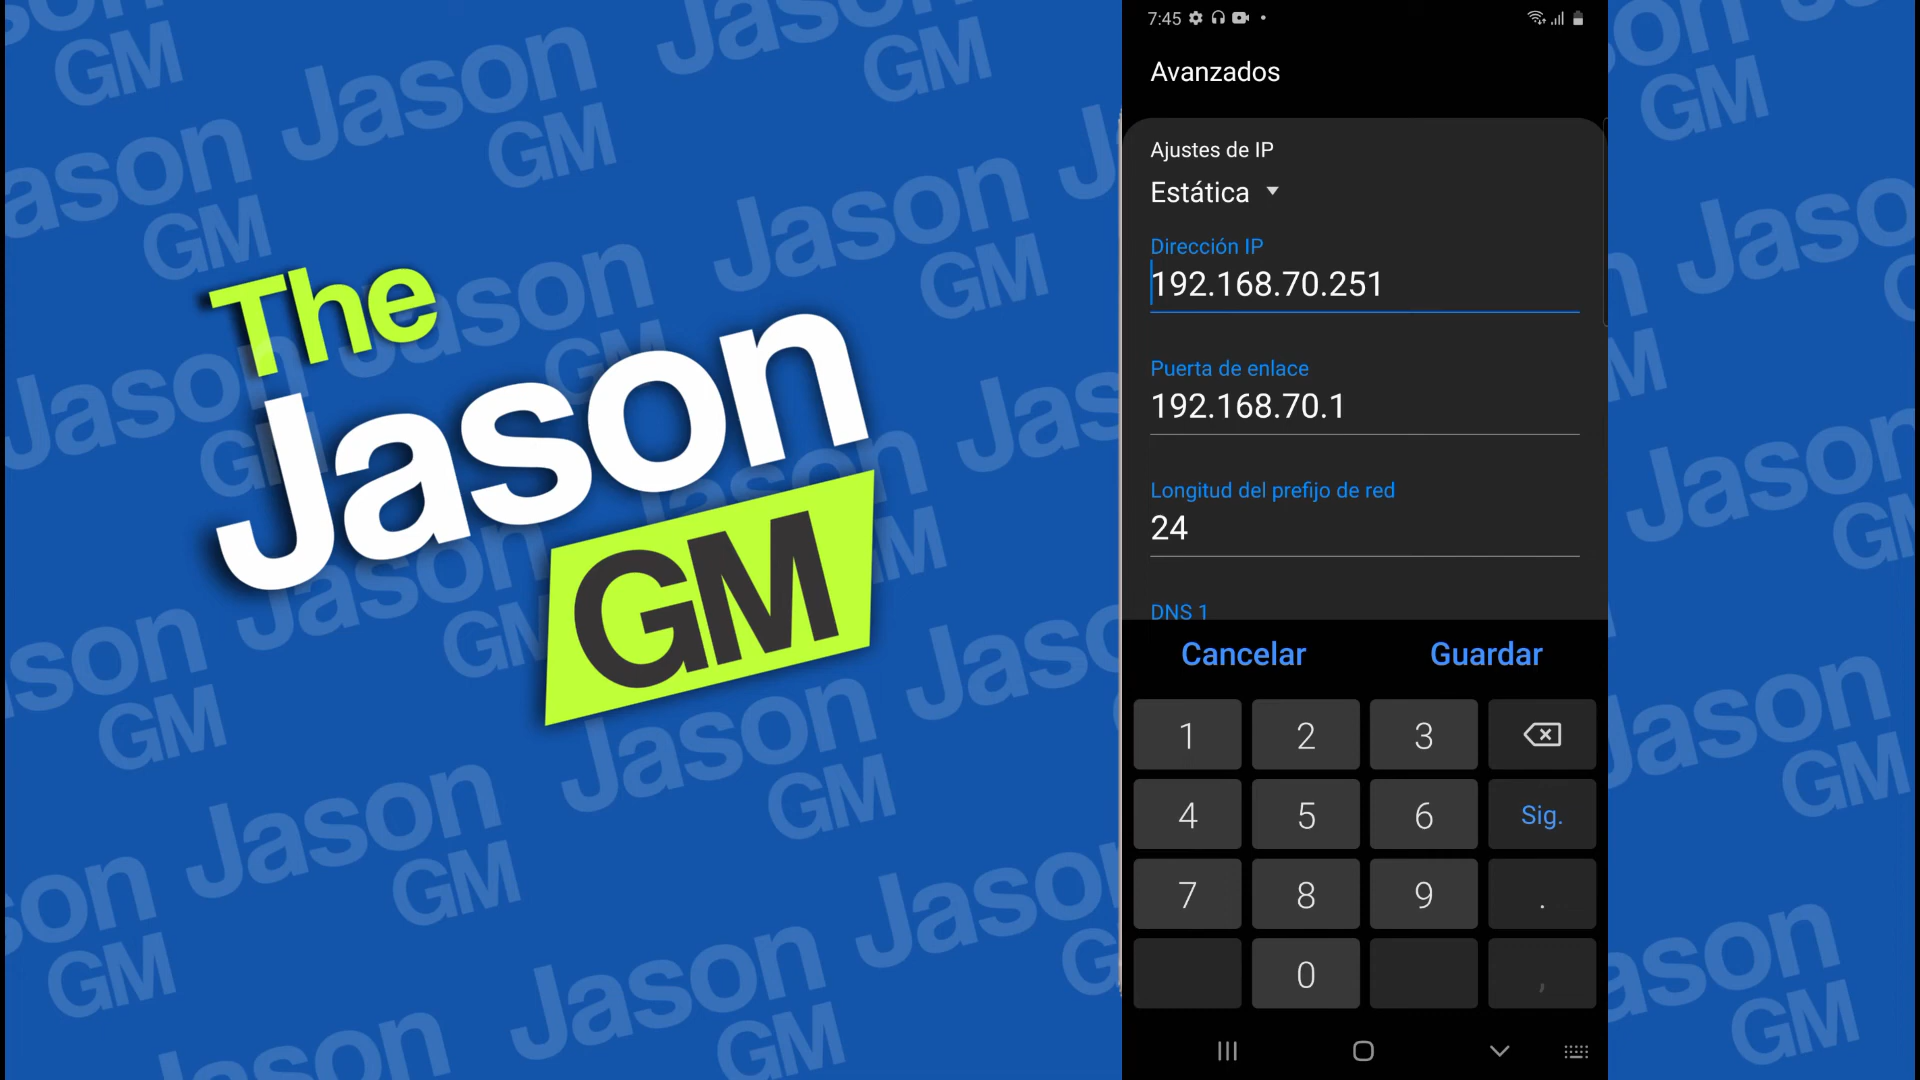 The
Jason
GM
7:45
Avanzados
Ajustes de IP
Estática
Dirección IP
192.168.70.251
Puerta de enlace
192.168.70.1
Longitud del prefijo de red
24
DNS 1
Cancelar Guardar
1 2 3
4 5 6 Sig.
7 8 9 .
0 ,